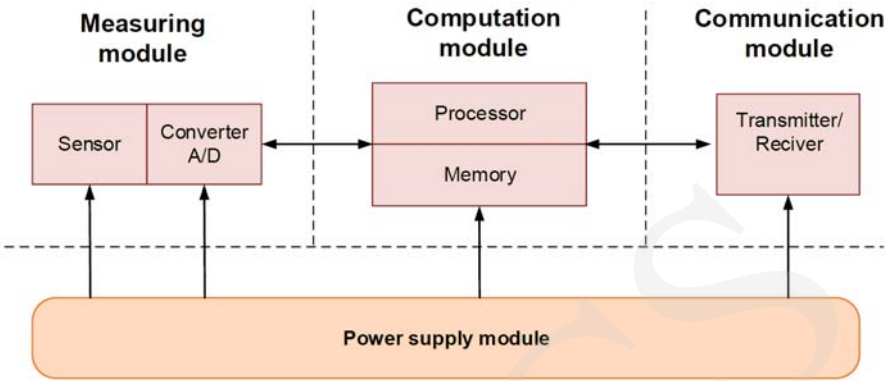 Measuring
module
Computation
module
Communication
module
Sensor
Converter
A/D
Processor
Memory
Transmitter/
Reciver
Power supply module